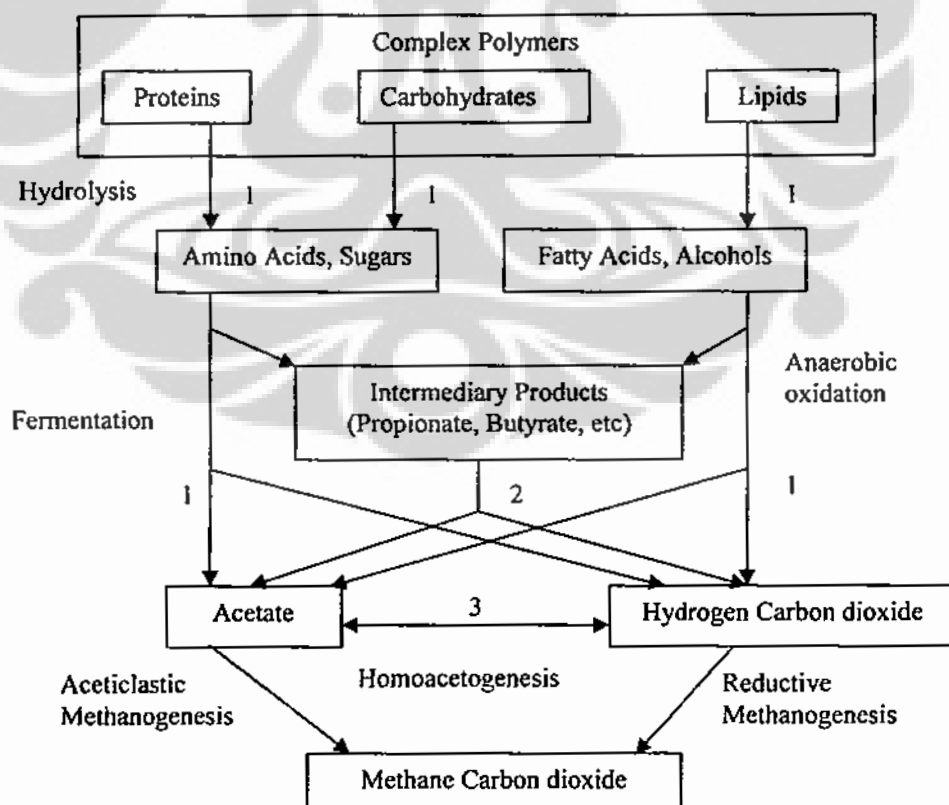 Complex Polymers
Proteins
Carbohydrates
Lipids
Hydrolysis
1
1
1
Amino Acids, Sugars
Fatty Acids, Alcohols
Anaerobic
oxidation
Intermediary Products
(Propionate, Butyrate, etc)
Fermentation
1
2
1
Acetate
3
Hydrogen Carbon dioxide
Homoacetogenesis
Aceticlastic
Methanogenesis
Reductive
Methanogenesis
Methane Carbon dioxide